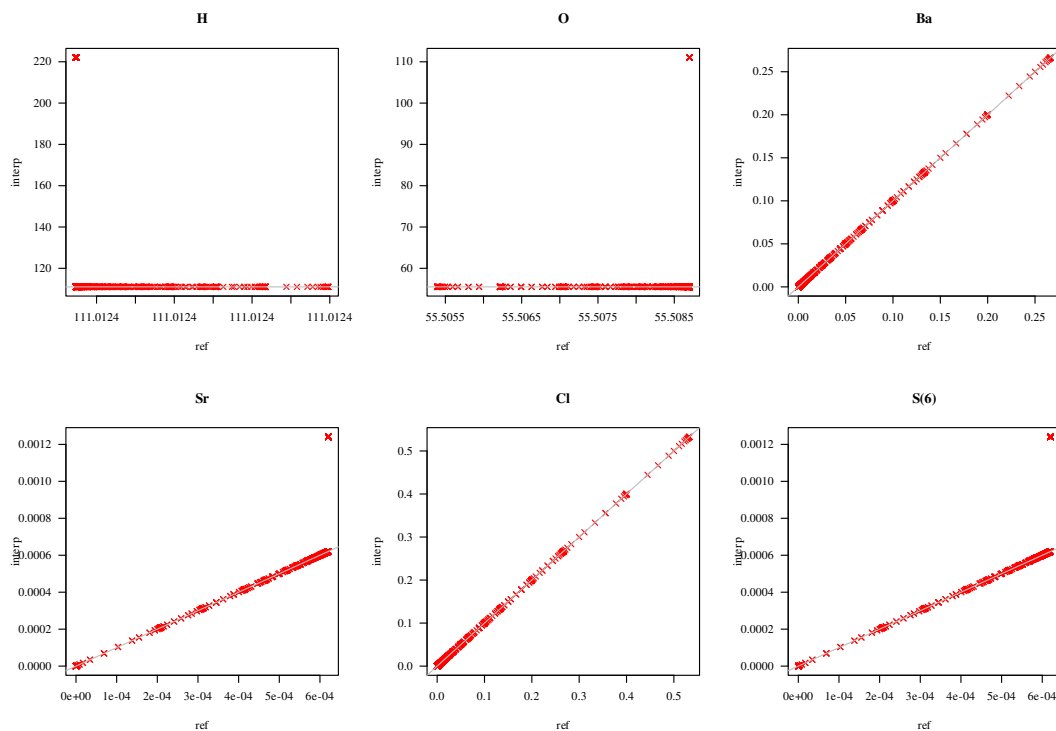 H
220
200
180
160
140
120
interp
111.0124 111.0124 111.0124 111.0124
ref
O
110
100
90
80
70
60
interp
55.5055 55.5065 55.5075 55.5085
ref
Ba
0.25
0.20
0.15
0.10
0.05
0.00
interp
0.00 0.05 0.10 0.15 0.20 0.25
ref
Sr
0.0012
0.0010
0.0008
0.0006
0.0004
0.0002
0.0000
interp
0e+00 1e-04 2e-04 3e-04 4e-04 5e-04 6e-04
ref
Cl
0.5
0.4
0.3
0.2
0.1
0.0
interp
0.0 0.1 0.2 0.3 0.4 0.5
ref
S(6)
0.0012
0.0010
0.0008
0.0006
0.0004
0.0002
0.0000
interp
0e+00 1e-04 2e-04 3e-04 4e-04 5e-04 6e-04
ref